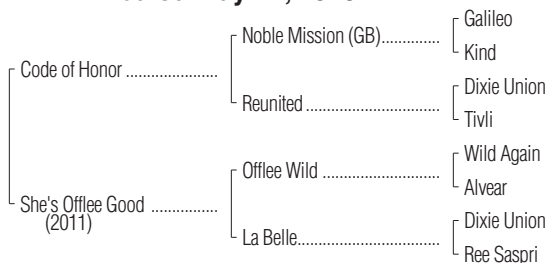 Galileo
Noble Mission (GB)..............
Kind
Code of Honor ......................
Dixie Union
Reunited ................................
Tivli
Wild Again
Offlee Wild ............................
Alvear
She's Offlee Good ................
(2011)
Dixie Union
La Belle..................................
Ree Saspri